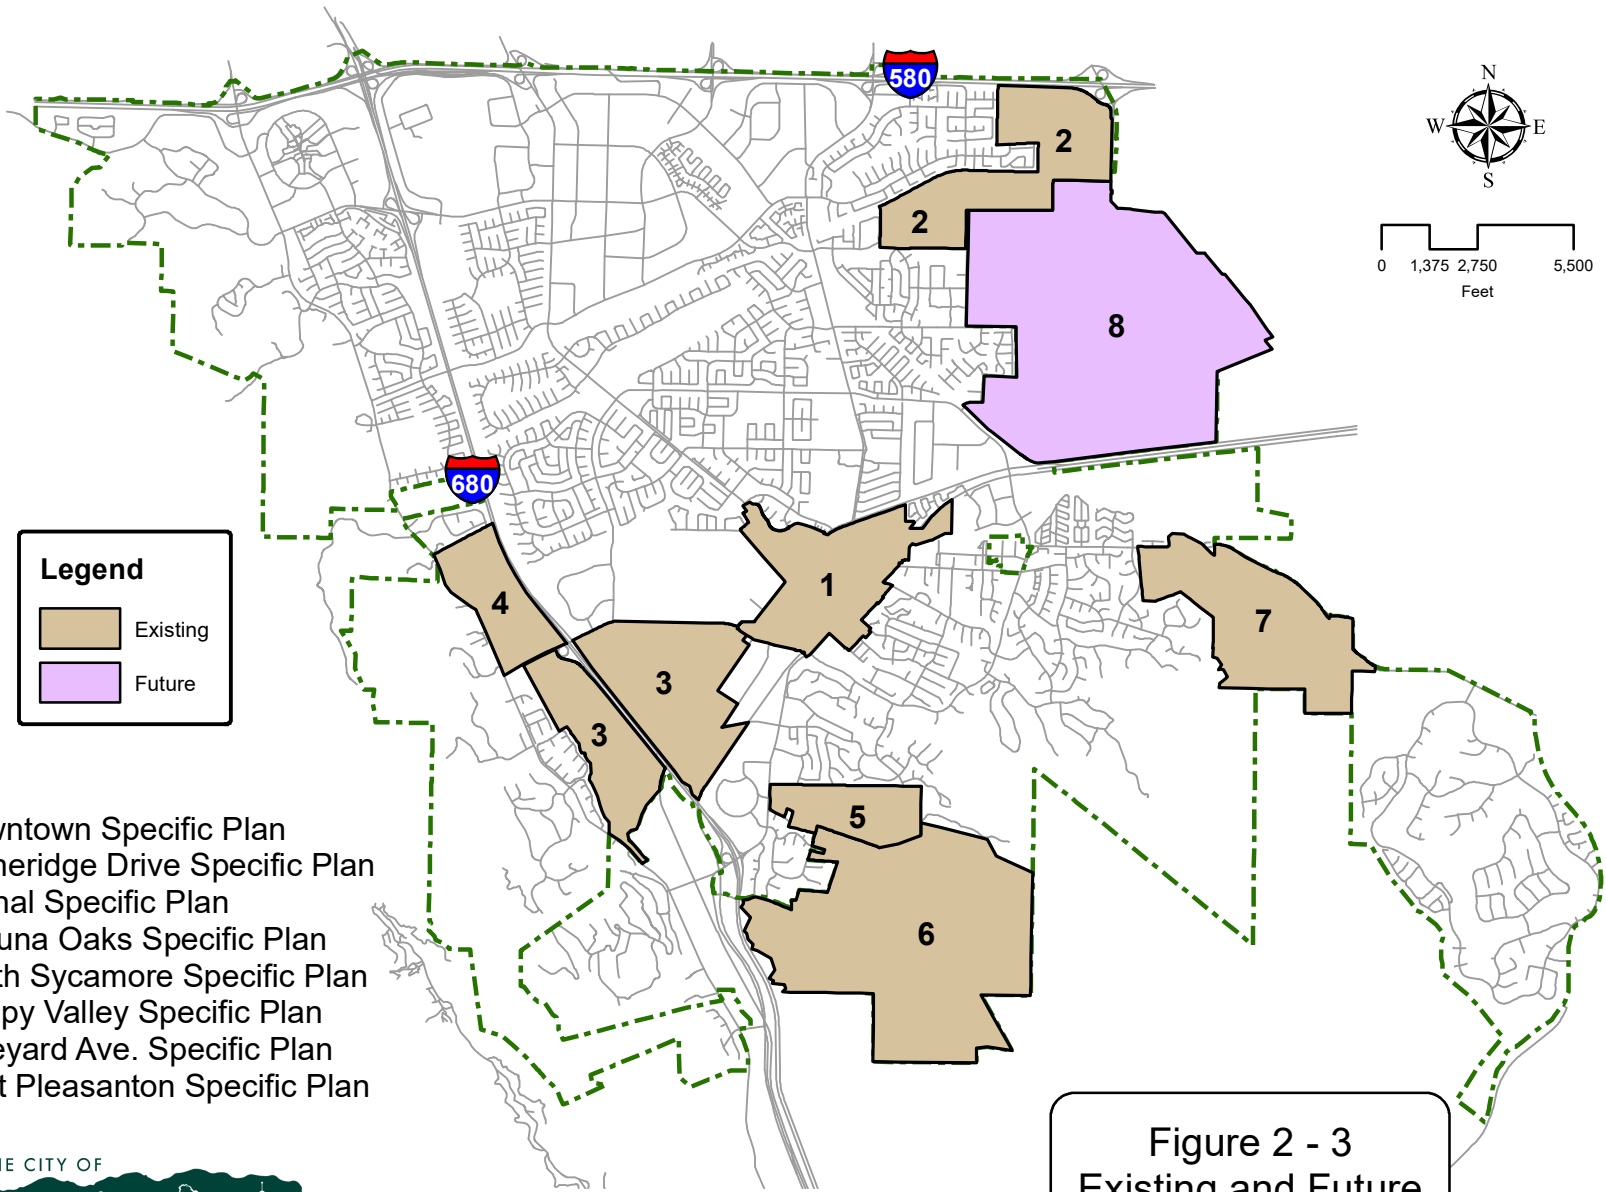 580
N
W E
S
2
2
0 1,375 2,750 5,500
Feet
8
680
Legend
Existing
Future
1
4
3
3
7
5
6
wntown Specific Plan
neridge Drive Specific Plan
nal Specific Plan
una Oaks Specific Plan
th Sycamore Specific Plan
py Valley Specific Plan
eyard Ave. Specific Plan
t Pleasanton Specific Plan
E CITY OF
Figure 2 - 3
Existing and Future